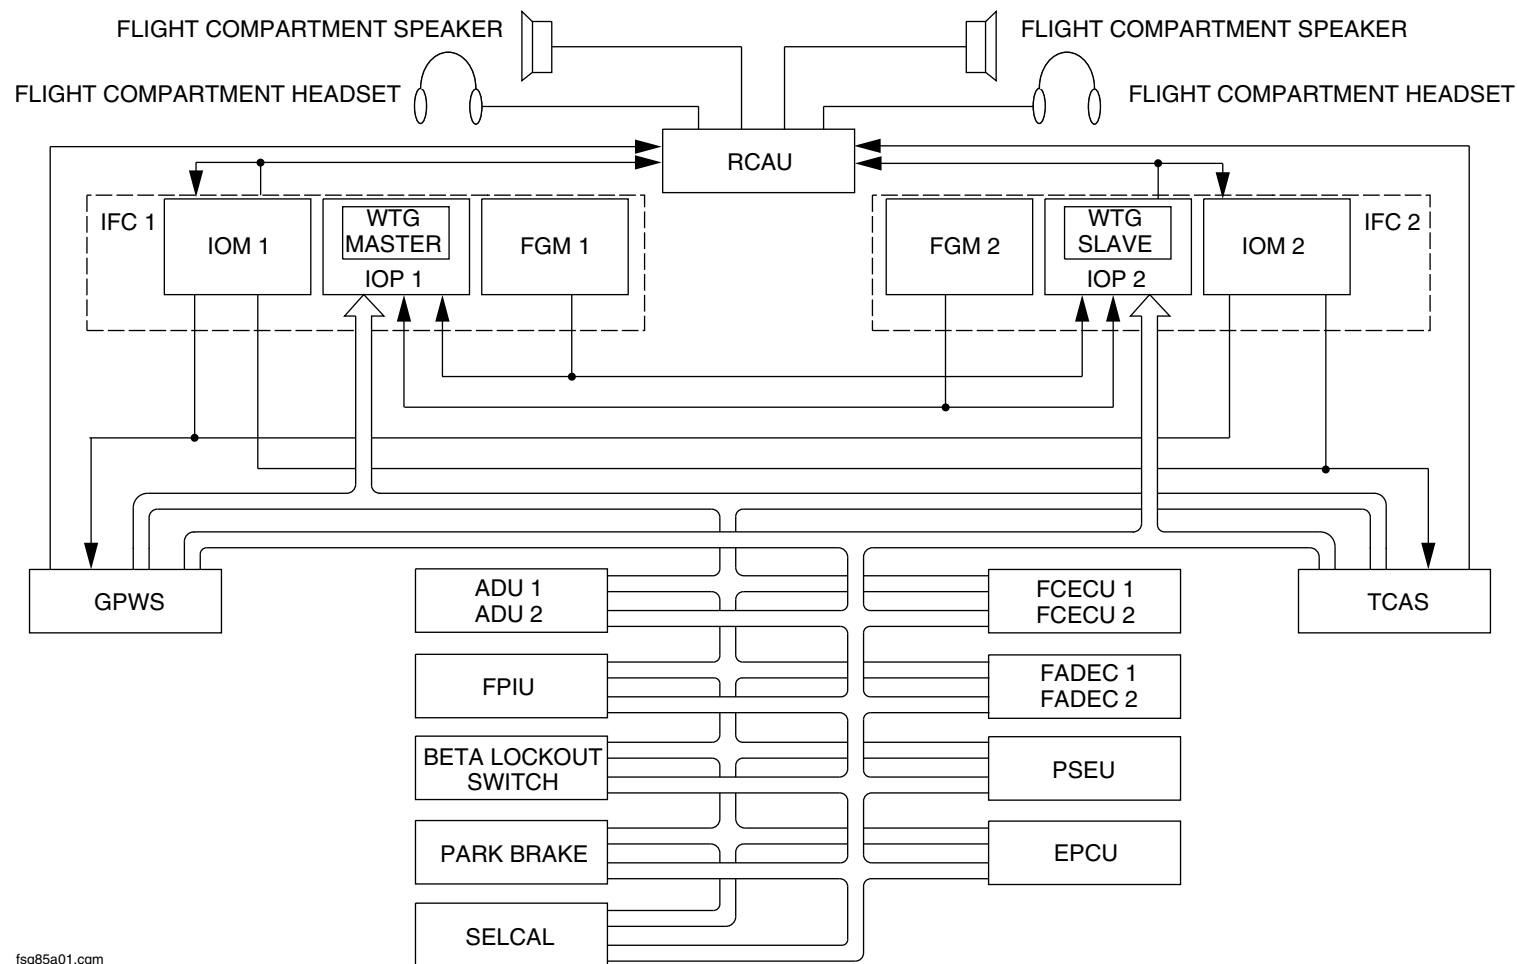 FLIGHT COMPARTMENT SPEAKER
FLIGHT COMPARTMENT SPEAKER
FLIGHT COMPARTMENT HEADSET
FLIGHT COMPARTMENT HEADSET
RCAU
IFC 1
IOM 1
WTG
MASTER
IOP 1
FGM 1
FGM 2
WTG
SLAVE
IOP 2
IOM 2
IFC 2
GPWS
ADU 1
ADU 2
FCECU 1
FCECU 2
TCAS
FPIU
FADEC 1
FADEC 2
BETA LOCKOUT
SWITCH
PSEU
PARK BRAKE
EPCU
SELCAL
fsg85a01.cgm